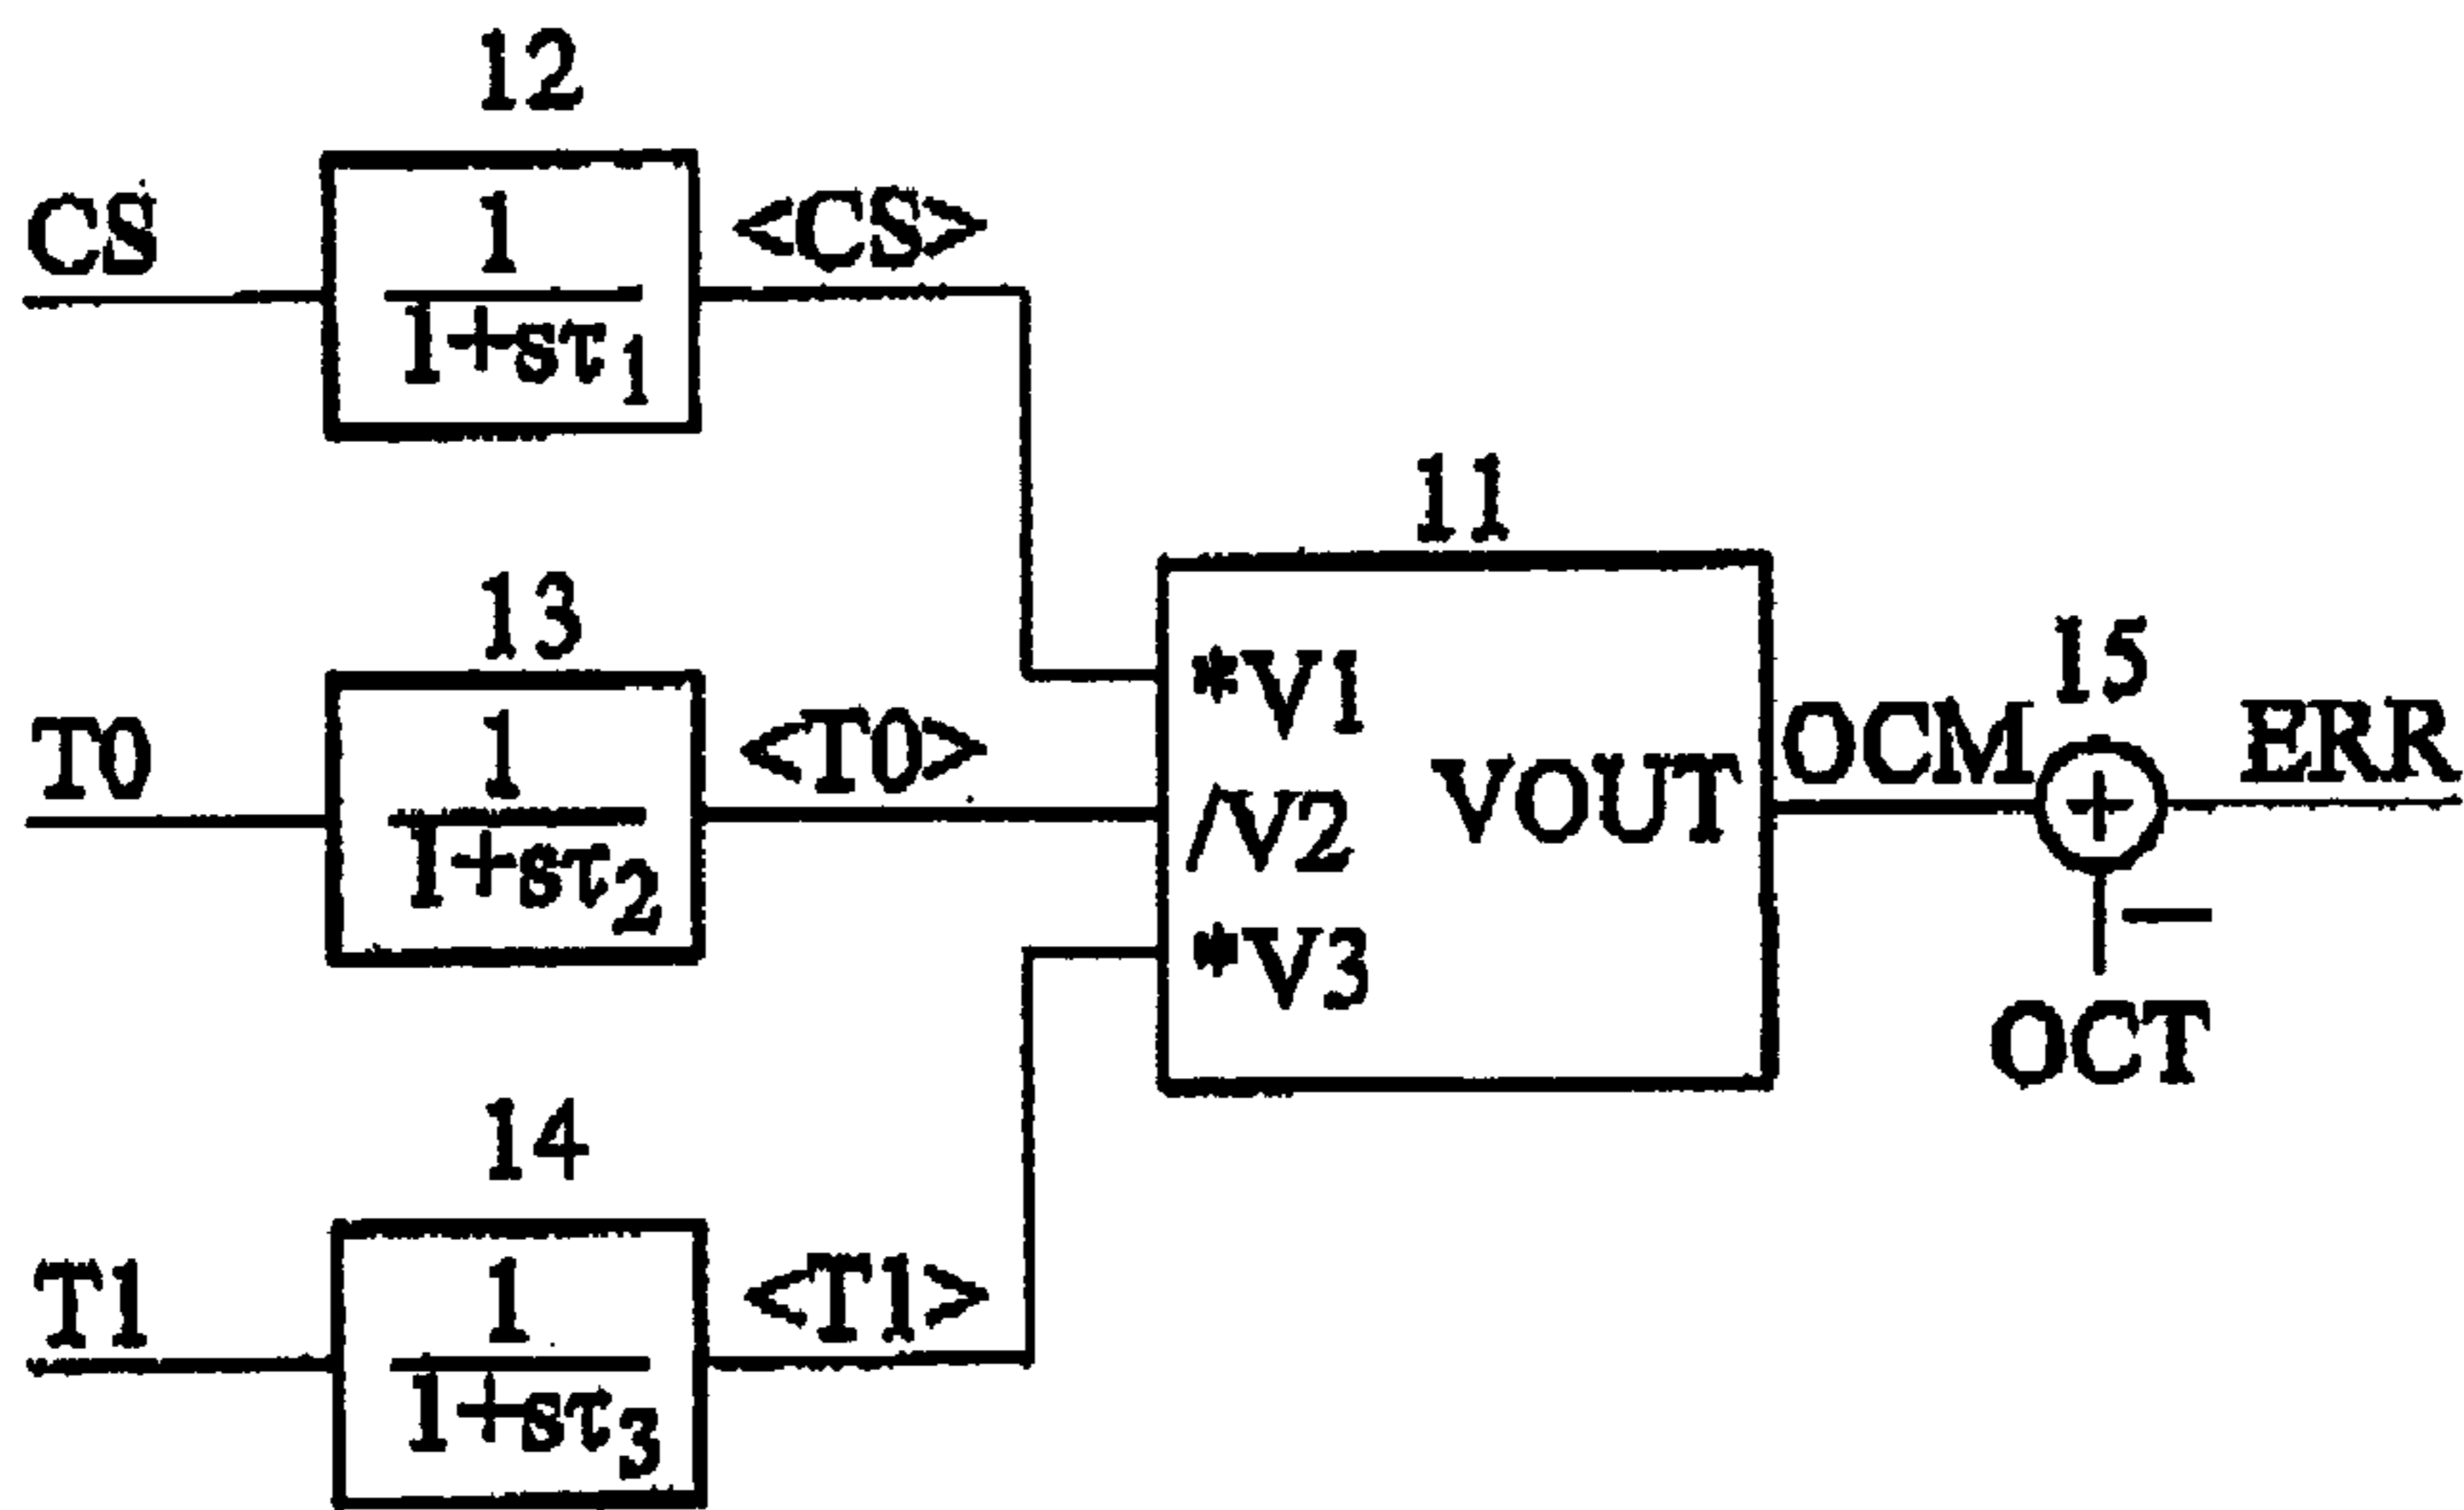 12
CS
1
1+sτ1
<CS>
13
T0
1
1+sτ2
<T0>
14
T1
1
1+sτ3
<T1>
11
*V1
/V2
*V3
VOUT
OCM
15
+
ERR
—
OCT